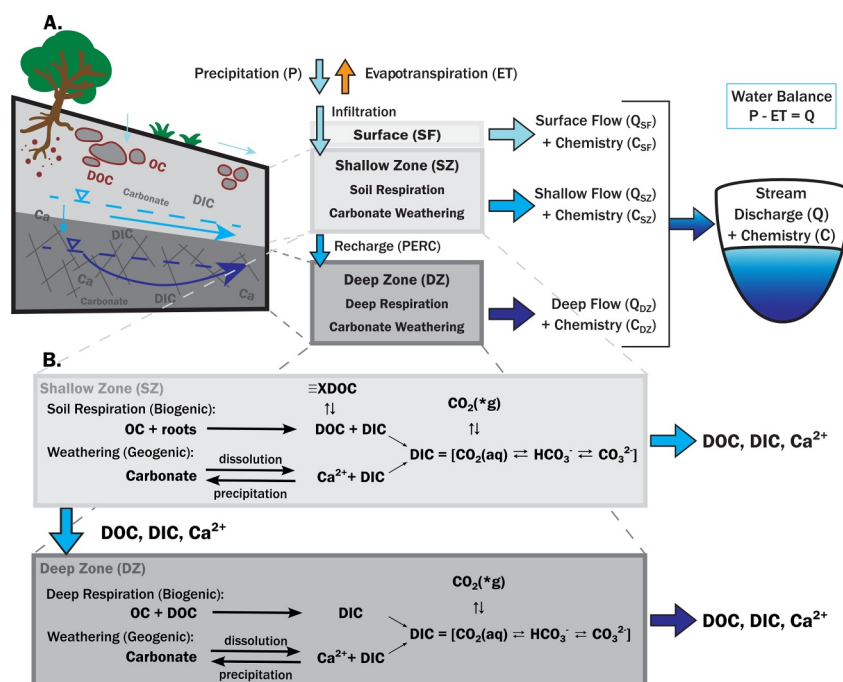 A.
Precipitation (P)
Evapotranspiration (ET)
Infiltration
Surface (SF)
Surface Flow (QSF)
+ Chemistry (CSF)
Water Balance
P - ET = Q
OC
DOC
Carbonate
DIC
Ca
DIC
Ca
Carbonate
DIC
Ca
Shallow Zone (SZ)
Soil Respiration
Carbonate Weathering
Shallow Flow (QSZ)
+ Chemistry (CSZ)
Stream
Discharge (Q)
+ Chemistry (C)
Recharge (PERC)
Deep Zone (DZ)
Deep Respiration
Carbonate Weathering
Deep Flow (QDZ)
+ Chemistry (CDZ)
B.
Shallow Zone (SZ)
≡XDOC
⇅
CO₂(*g)
⇅
Soil Respiration (Biogenic):
OC + roots
DOC + DIC
Weathering (Geogenic):
dissolution
Carbonate
Ca²⁺+ DIC
precipitation
DIC = [CO₂(aq) ⇌ HCO₃⁻ ⇌ CO₃²⁻]
DOC, DIC, Ca²⁺
DOC, DIC, Ca²⁺
Deep Zone (DZ)
CO₂(*g)
⇅
Deep Respiration (Biogenic):
OC + DOC
DIC
Weathering (Geogenic):
dissolution
Carbonate
Ca²⁺+ DIC
precipitation
DIC = [CO₂(aq) ⇌ HCO₃⁻ ⇌ CO₃²⁻]
DOC, DIC, Ca²⁺